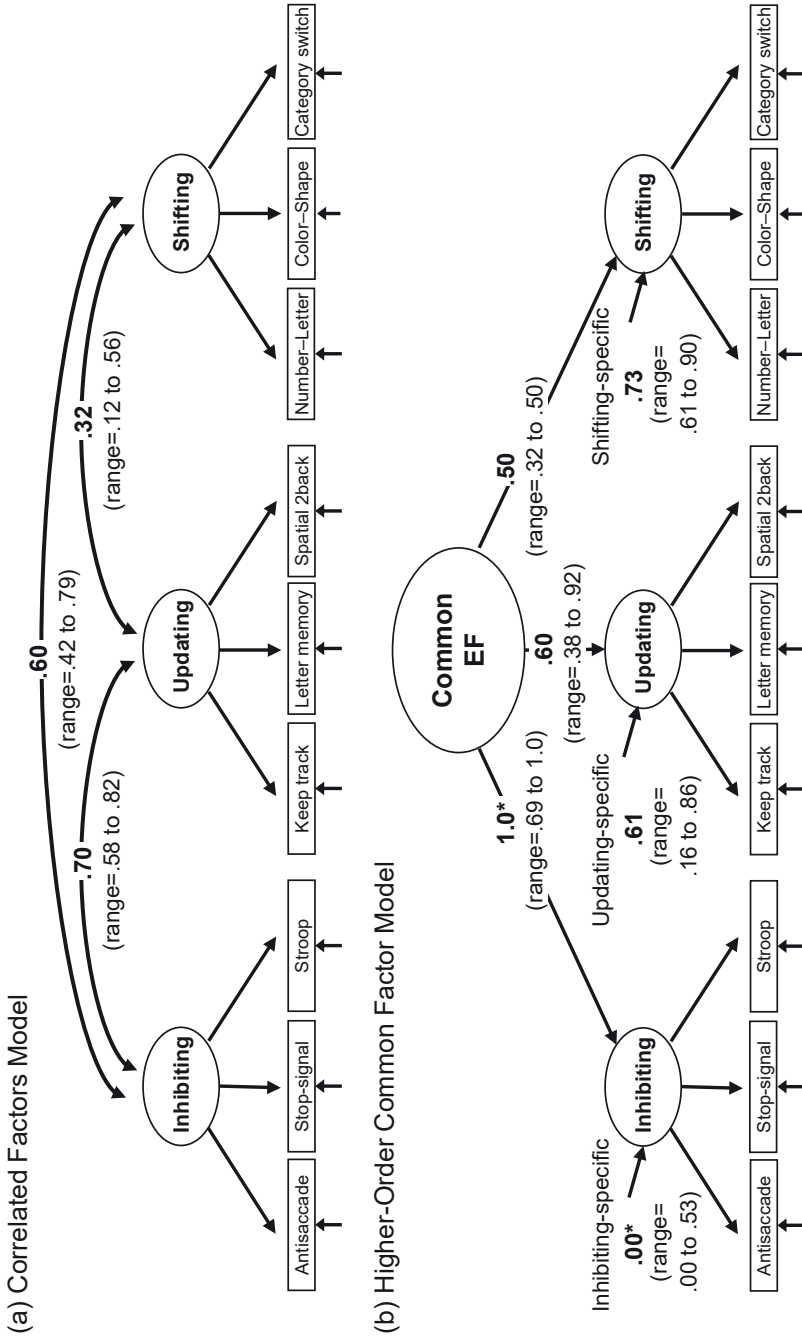 (a) Correlated Factors Model
.60
(range=.42 to .79)
.70
(range=.58 to .82)
.32
(range=.12 to .56)
Inhibiting
Updating
Shifting
Antisaccade
Stop-signal
Stroop
Keep track
Letter memory
Spatial 2back
Number–Letter
Color–Shape
Category switch
(b) Higher-Order Common Factor Model
Common
EF
1.0*
(range=.69 to 1.0)
.60
(range=.38 to .92)
.50
(range=.32 to .50)
Inhibiting-specific
.00*
(range=
.00 to .53)
Inhibiting
Updating-specific
.61
(range=
.16 to .86)
Updating
Shifting-specific
.73
(range=
.61 to .90)
Shifting
Antisaccade
Stop-signal
Stroop
Keep track
Letter memory
Spatial 2back
Number–Letter
Color–Shape
Category switch